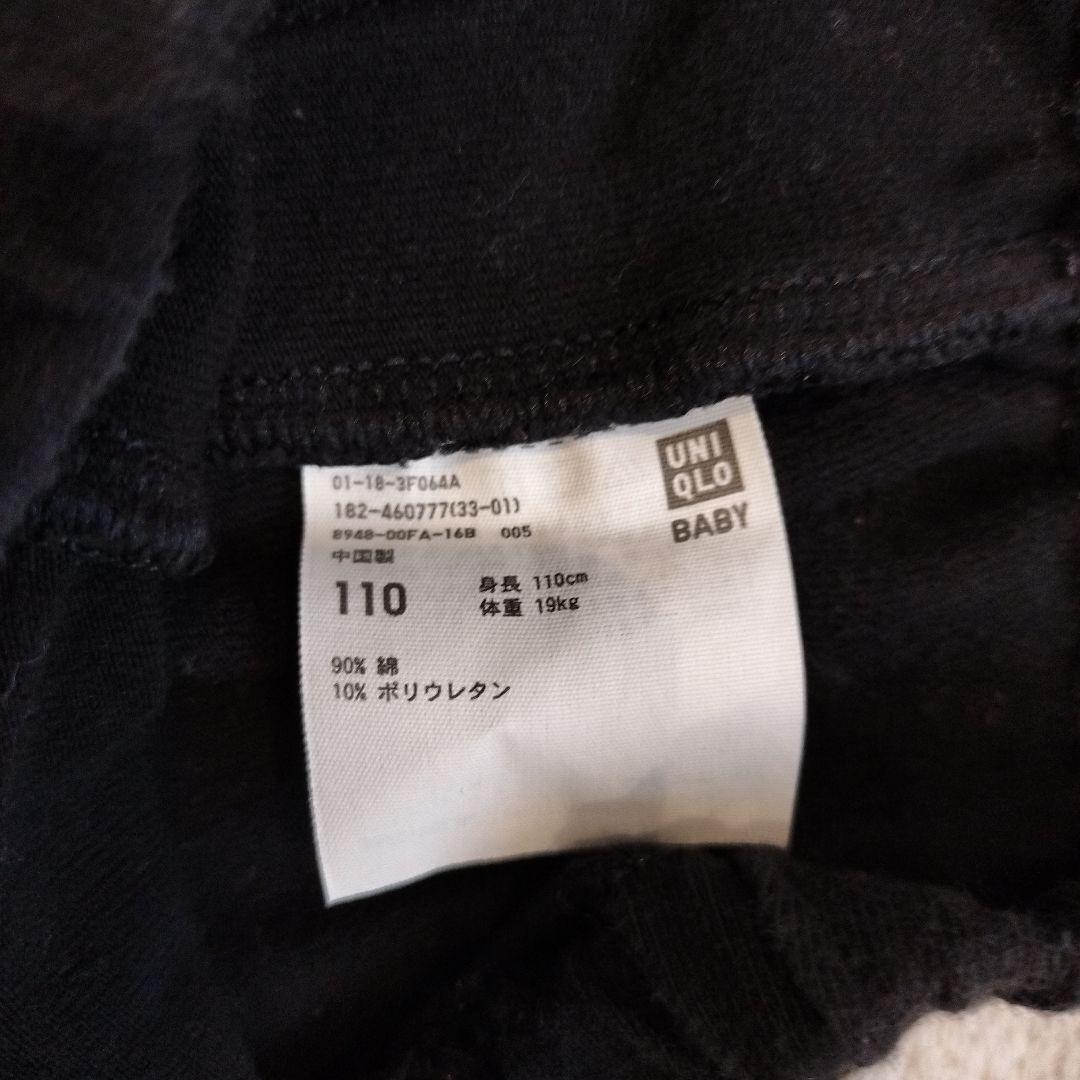 UNI
QLO
BABY
01-18-3F064A
182-460777(33-01)
8948-00FA-16B 005
中国製
110
身長 110cm
体重 19kg
90% 綿
10% ポリウレタン